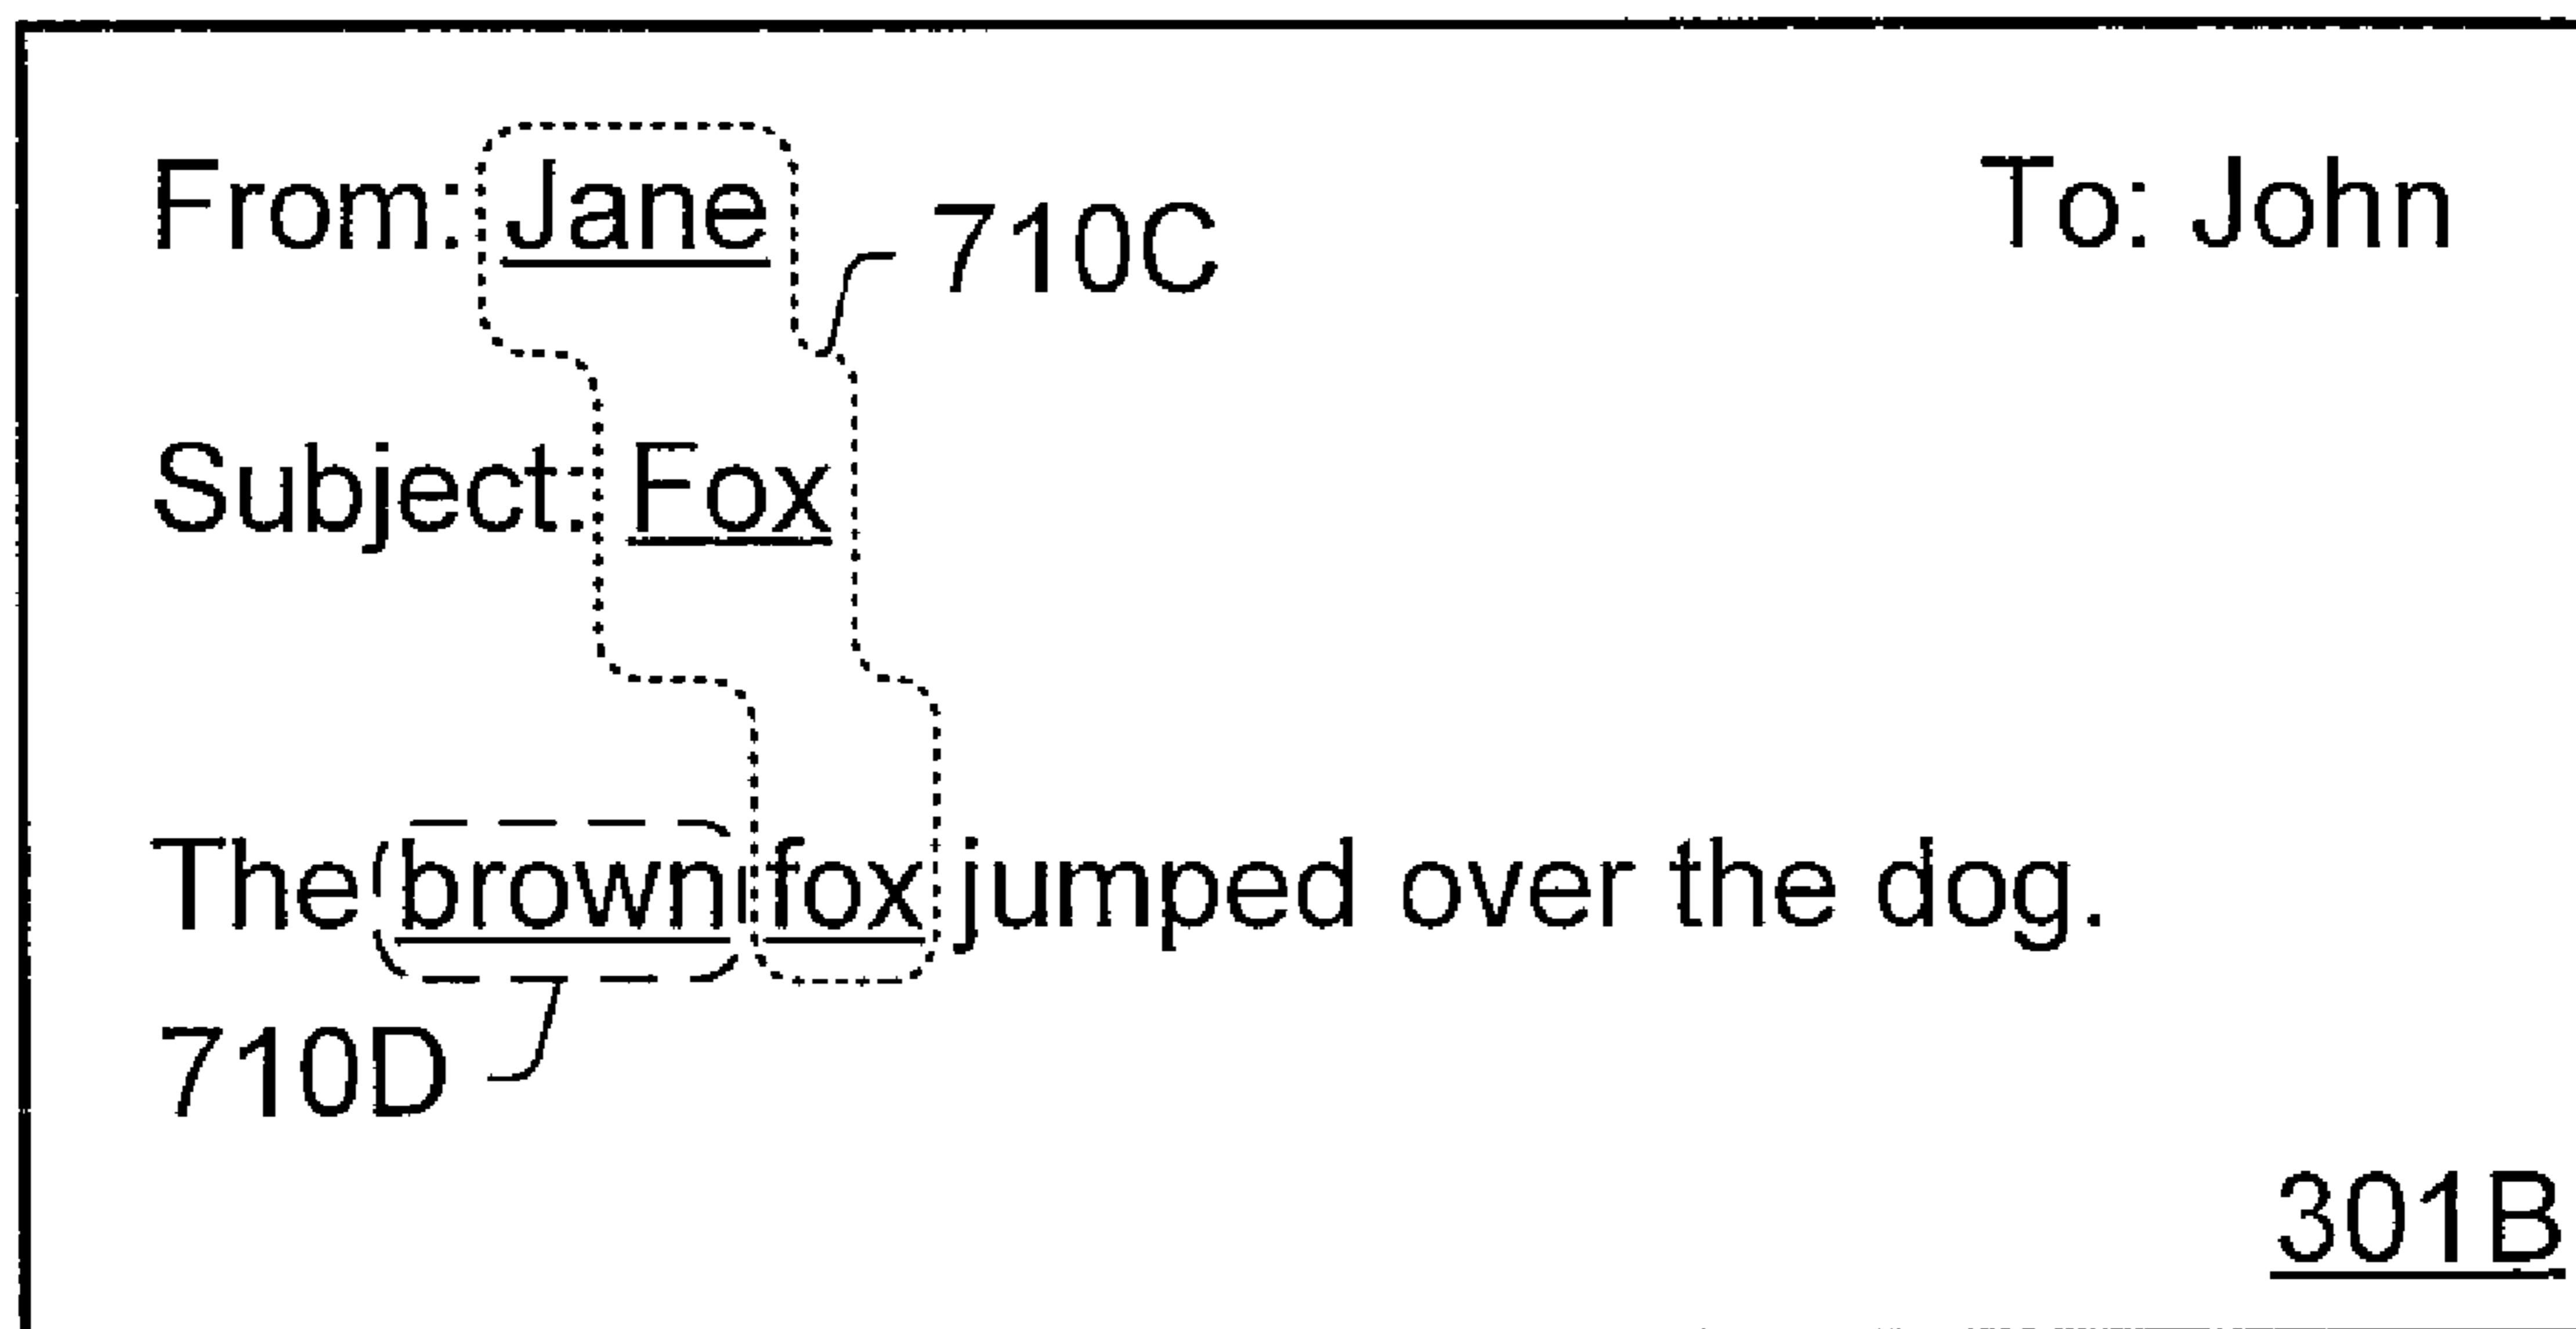 From: Jane To: John
710C
Subject: Fox
The brown fox jumped over the dog.
710D
301B